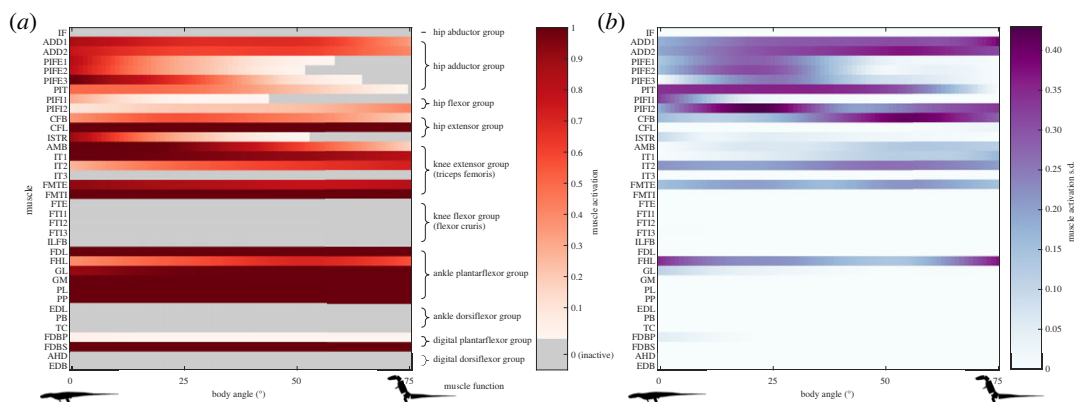 (a)
IF
ADD1
ADD2
PIFE1
PIFE2
PIFE3
PIT
PIFI1
PIFI2
CFB
CFL
ISTR
AMB
IT1
IT2
IT3
FMTE
FMTI
FTE
FTI1
FTI2
FTI3
ILFB
FDL
FHL
GL
GM
PL
PP
EDL
PB
TC
FDBP
FDBS
AHD
EDB
muscle
0 25 50 75
body angle (°)
hip abductor group
hip adductor group
hip flexor group
hip extensor group
knee extensor group
(triceps femoris)
knee flexor group
(flexor cruris)
ankle plantarflexor group
ankle dorsiflexor group
digital plantarflexor group
digital dorsiflexor group
muscle function
1
0.9
0.8
0.7
0.6
0.5
0.4
0.3
0.2
0.1
0 (inactive)
muscle activation
(b)
IF
ADD1
ADD2
PIFE1
PIFE2
PIFE3
PIT
PIFI1
PIFI2
CFB
CFL
ISTR
AMB
IT1
IT2
IT3
FMTE
FMTI
FTE
FTI1
FTI2
FTI3
ILFB
FDL
FHL
GL
GM
PL
PP
EDL
PB
TC
FDBP
FDBS
AHD
EDB
0 25 50 75
body angle (°)
0.40
0.35
0.30
0.25
0.20
0.15
0.10
0.05
0
muscle activation s.d.